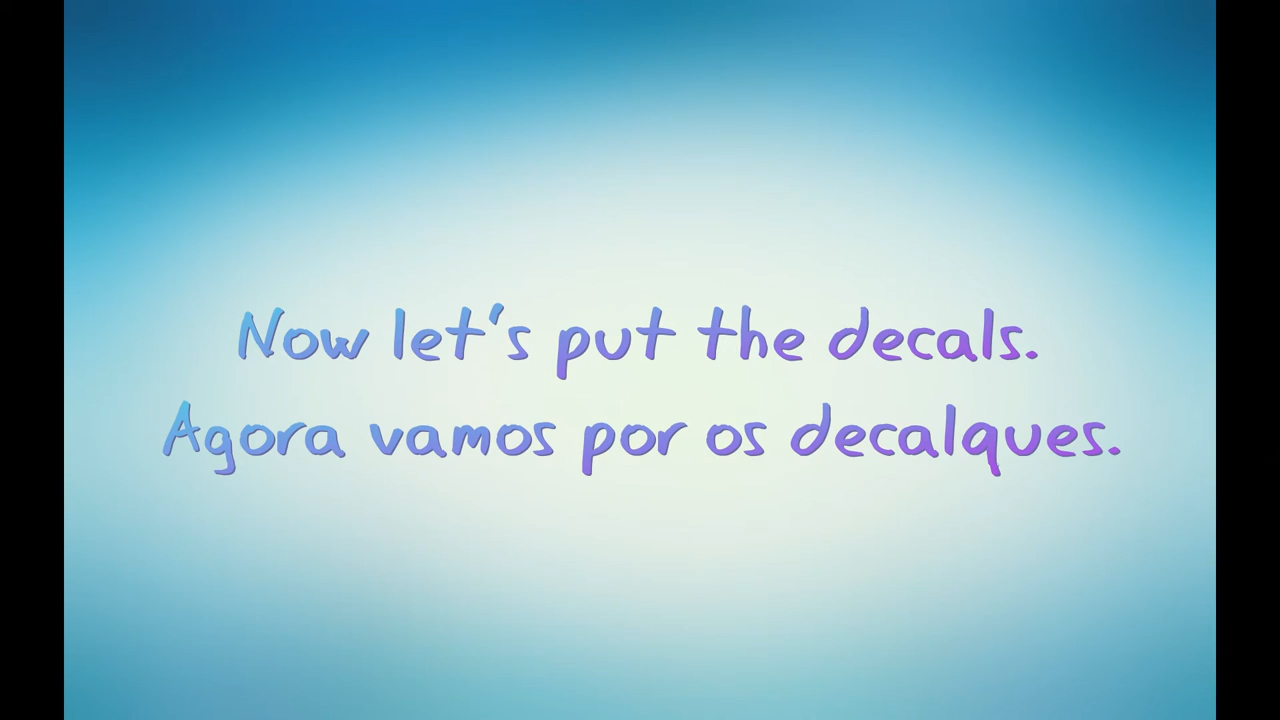 Now let's put the decals.
Agora vamos por os decalques.